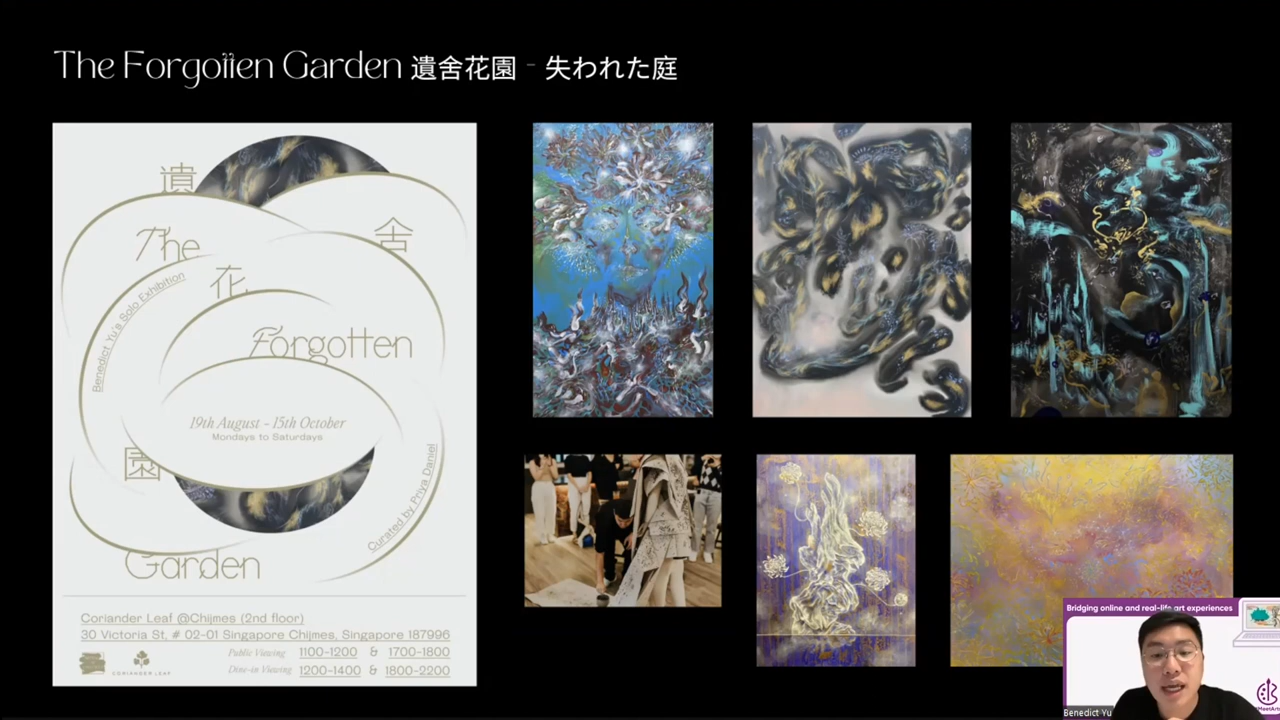 The Forgotten Garden 遺舍花園 - 失われた庭
遺
The
舍
花
Benedict Yu's Solo Exhibition
Forgotten
19th August - 15th October
Mondays to Saturdays
園
Curated by Priya Daniel
Garden
Coriander Leaf @Chijmes (2nd floor)
30 Victoria St, # 02-01 Singapore Chijmes, Singapore 187996
Public Viewing 1100-1200 & 1700-1800
Dine-in Viewing 1200-1400 & 1800-2200
CORIANDER LEAF
Bridging online and real-life art experiences
Benedict Yu